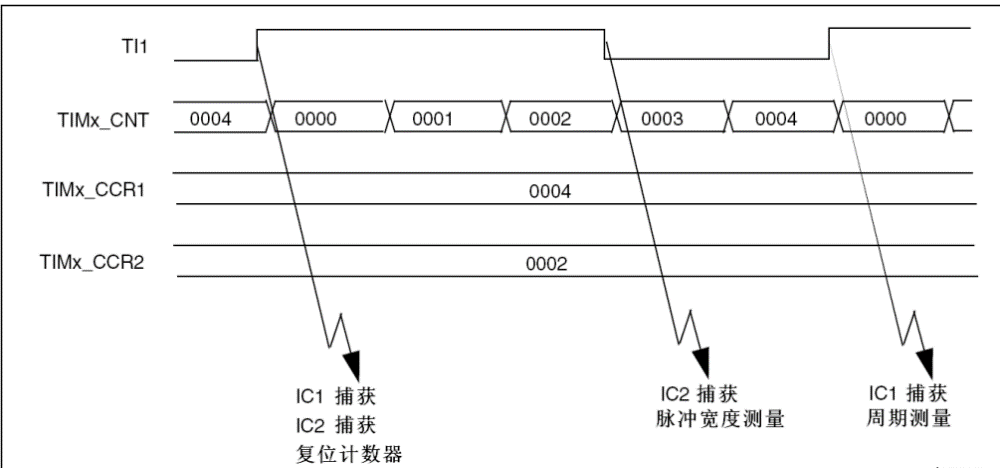 TI1
TIMx_CNT 0004 0000 0001 0002 0003 0004 0000
TIMx_CCR1 0004
TIMx_CCR2 0002
IC1 捕获
IC2 捕获
复位计数器
IC2 捕获
脉冲宽度测量
IC1 捕获
周期测量